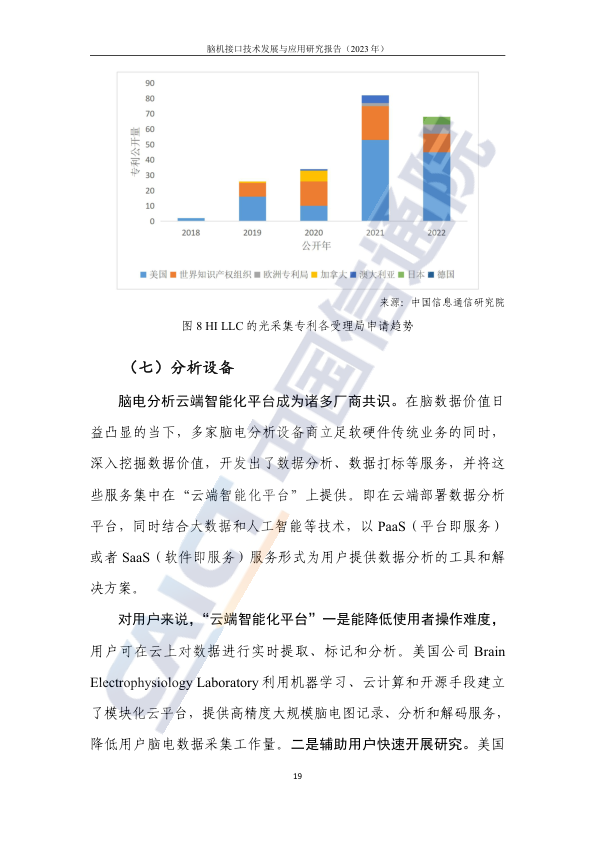 脑机接口技术发展与应用研究报告（2023 年）
90
80
70
60
50
40
30
20
10
0
专利公开量
2018 2019 2020 2021 2022
公开年
美国 世界知识产权组织 欧洲专利局 加拿大 澳大利亚 日本 德国
来源：中国信息通信研究院
图 8 HI LLC 的光采集专利各受理局申请趋势
（七）分析设备
脑电分析云端智能化平台成为诸多厂商共识。在脑数据价值日
益凸显的当下，多家脑电分析设备商立足软硬件传统业务的同时，
深入挖掘数据价值，开发出了数据分析、数据打标等服务，并将这
些服务集中在“云端智能化平台”上提供。即在云端部署数据分析
平台，同时结合大数据和人工智能等技术，以 PaaS（平台即服务）
或者 SaaS（软件即服务）服务形式为用户提供数据分析的工具和解
决方案。
对用户来说，“云端智能化平台”一是能降低使用者操作难度，
用户可在云上对数据进行实时提取、标记和分析。美国公司 Brain
Electrophysiology Laboratory 利用机器学习、云计算和开源手段建立
了模块化云平台，提供高精度大规模脑电图记录、分析和解码服务，
降低用户脑电数据采集工作量。二是辅助用户快速开展研究。美国
19
CAICT 中国信通院